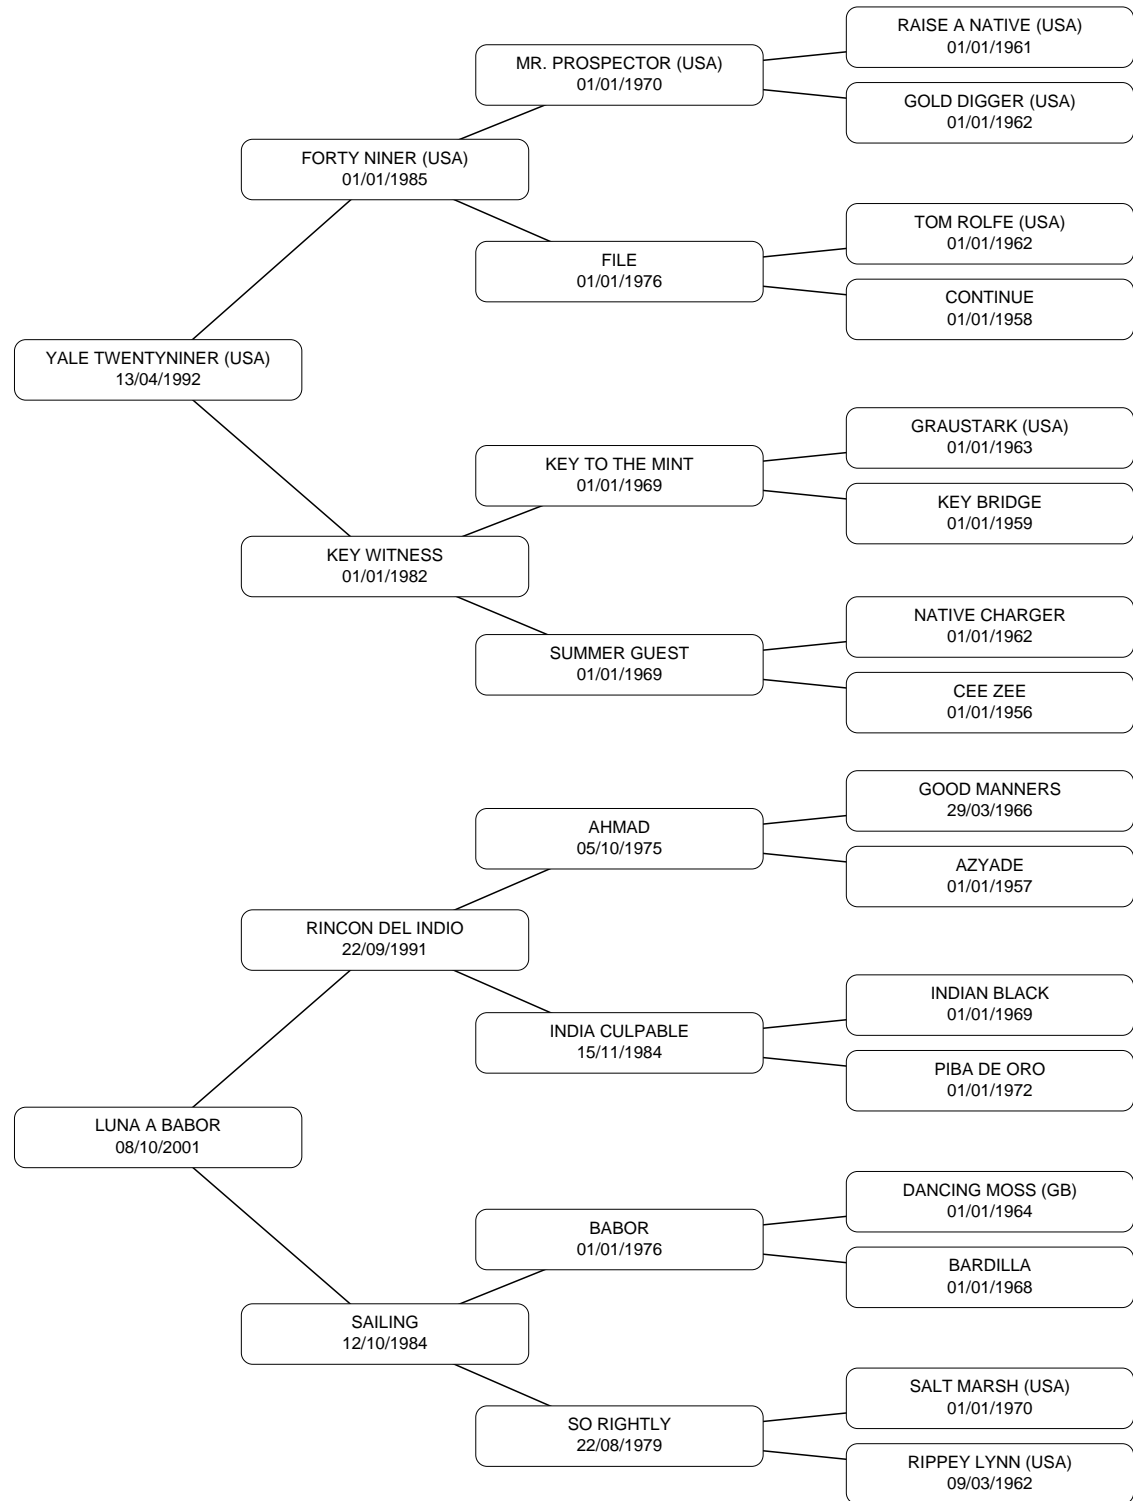 RAISE A NATIVE (USA)
01/01/1961
MR. PROSPECTOR (USA)
01/01/1970
GOLD DIGGER (USA)
01/01/1962
FORTY NINER (USA)
01/01/1985
TOM ROLFE (USA)
01/01/1962
FILE
01/01/1976
CONTINUE
01/01/1958
YALE TWENTYNINER (USA)
13/04/1992
GRAUSTARK (USA)
01/01/1963
KEY TO THE MINT
01/01/1969
KEY BRIDGE
01/01/1959
KEY WITNESS
01/01/1982
NATIVE CHARGER
01/01/1962
SUMMER GUEST
01/01/1969
CEE ZEE
01/01/1956
GOOD MANNERS
29/03/1966
AHMAD
05/10/1975
AZYADE
01/01/1957
RINCON DEL INDIO
22/09/1991
INDIAN BLACK
01/01/1969
INDIA CULPABLE
15/11/1984
PIBA DE ORO
01/01/1972
LUNA A BABOR
08/10/2001
DANCING MOSS (GB)
01/01/1964
BABOR
01/01/1976
BARDILLA
01/01/1968
SAILING
12/10/1984
SALT MARSH (USA)
01/01/1970
SO RIGHTLY
22/08/1979
RIPPEY LYNN (USA)
09/03/1962